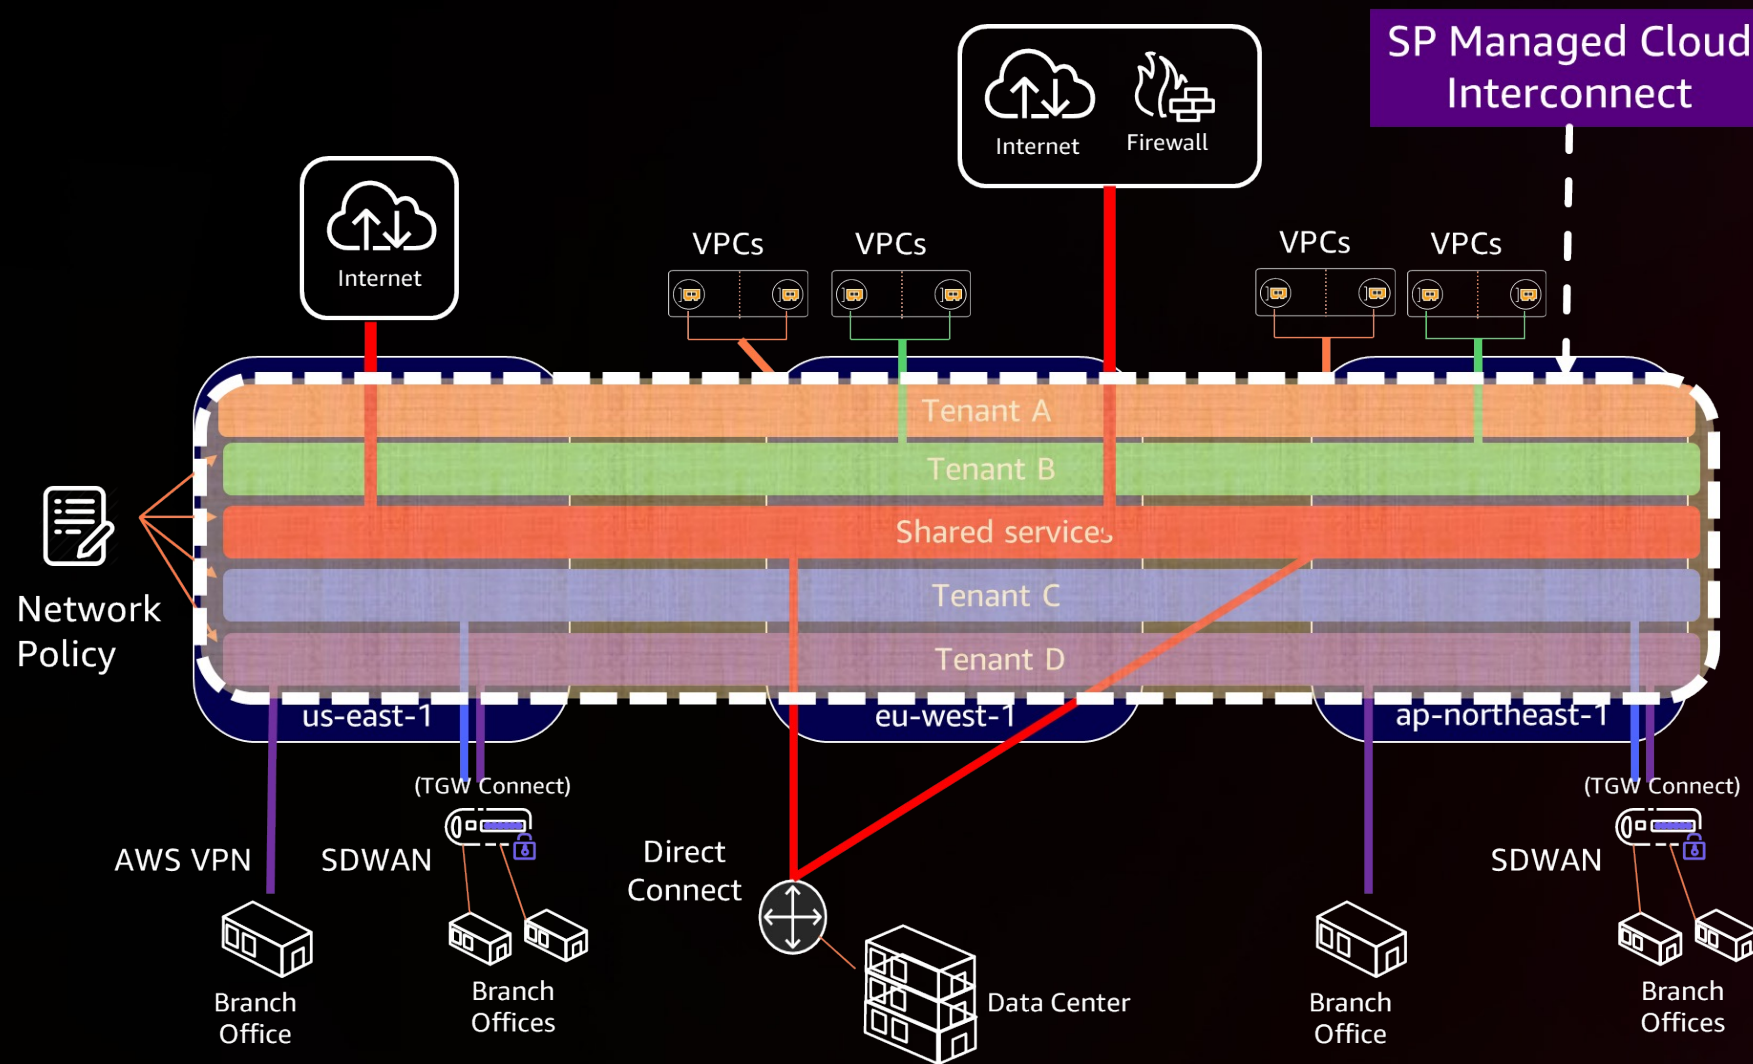 SP Managed Cloud
Interconnect
Internet
Firewall
Internet
VPCs
VPCs
VPCs
VPCs
Tenant A
Tenant B
Shared services
Tenant C
Tenant D
Network
Policy
us-east-1
eu-west-1
ap-northeast-1
(TGW Connect)
(TGW Connect)
AWS VPN
SDWAN
Direct
Connect
SDWAN
Branch
Office
Branch
Offices
Data Center
Branch
Office
Branch
Offices